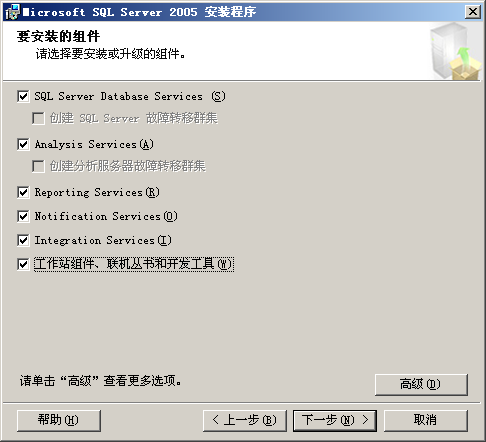 Microsoft SQL Server 2005 安装程序
要安装的组件
请选择要安装或升级的组件。
SQL Server Database Services (S)
创建 SQL Server 故障转移群集
Analysis Services(A)
创建分析服务器故障转移群集
Reporting Services(R)
Notification Services(O)
Integration Services(I)
工作站组件、联机丛书和开发工具(W)
请单击“高级”查看更多选项。
高级(D)
帮助(H)
< 上一步(B)
下一步(N) >
取消